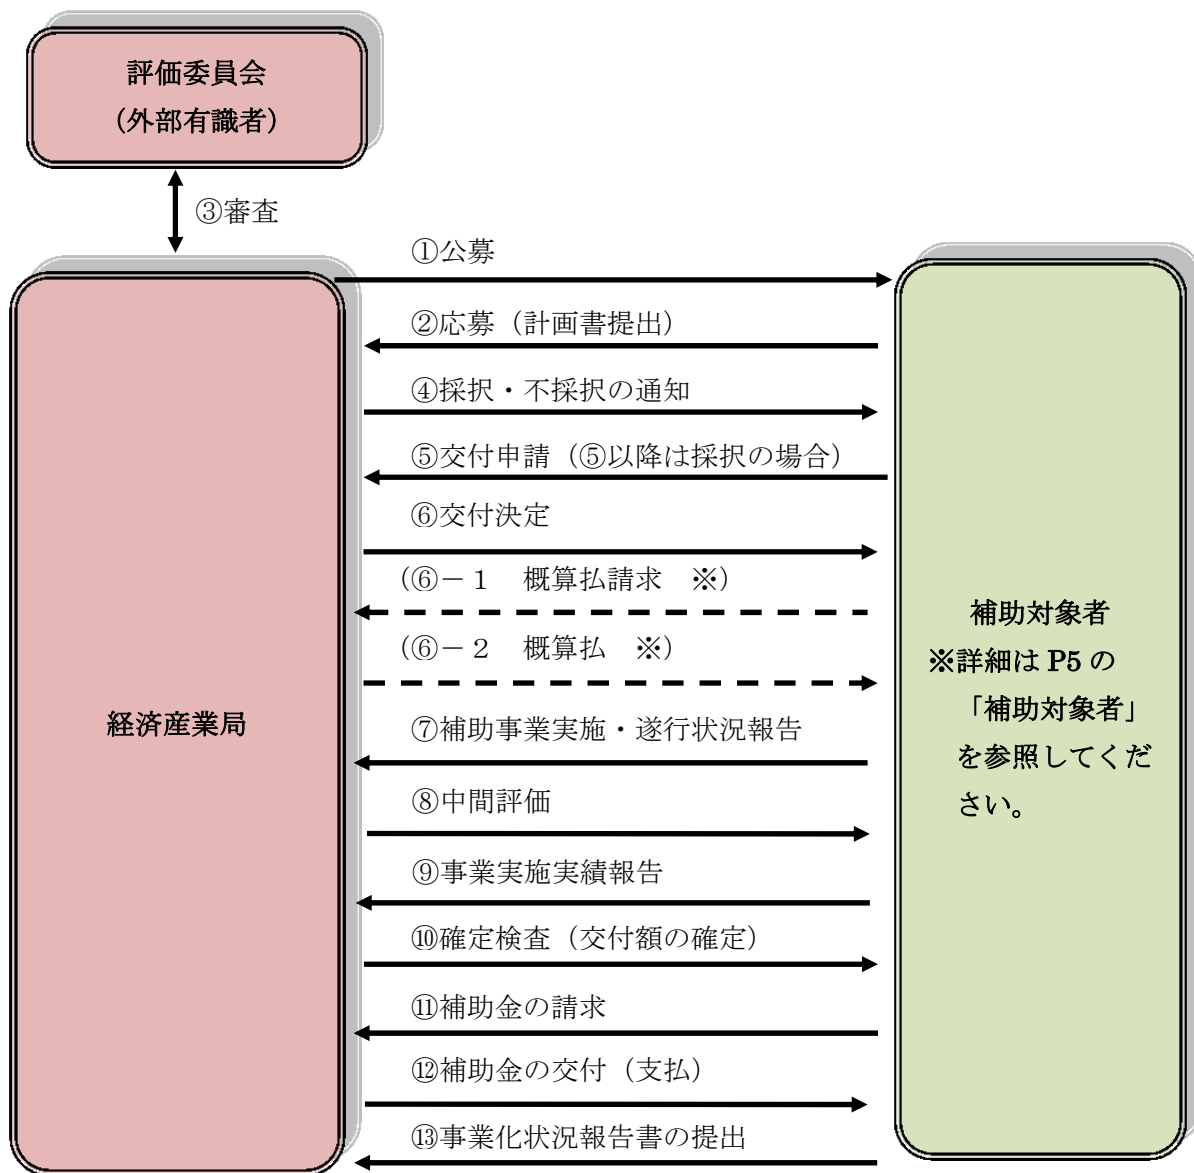 評価委員会
（外部有識者）
③審査
①公募
②応募（計画書提出）
④採択・不採択の通知
⑤交付申請（⑤以降は採択の場合）
⑥交付決定
（⑥－１　概算払請求　※）
（⑥－２　概算払　※）
⑦補助事業実施・遂行状況報告
⑧中間評価
⑨事業実施実績報告
⑩確定検査（交付額の確定）
⑪補助金の請求
⑫補助金の交付（支払）
⑬事業化状況報告書の提出
経済産業局
補助対象者
※詳細は P5 の
「補助対象者」
を参照してくだ
さい。